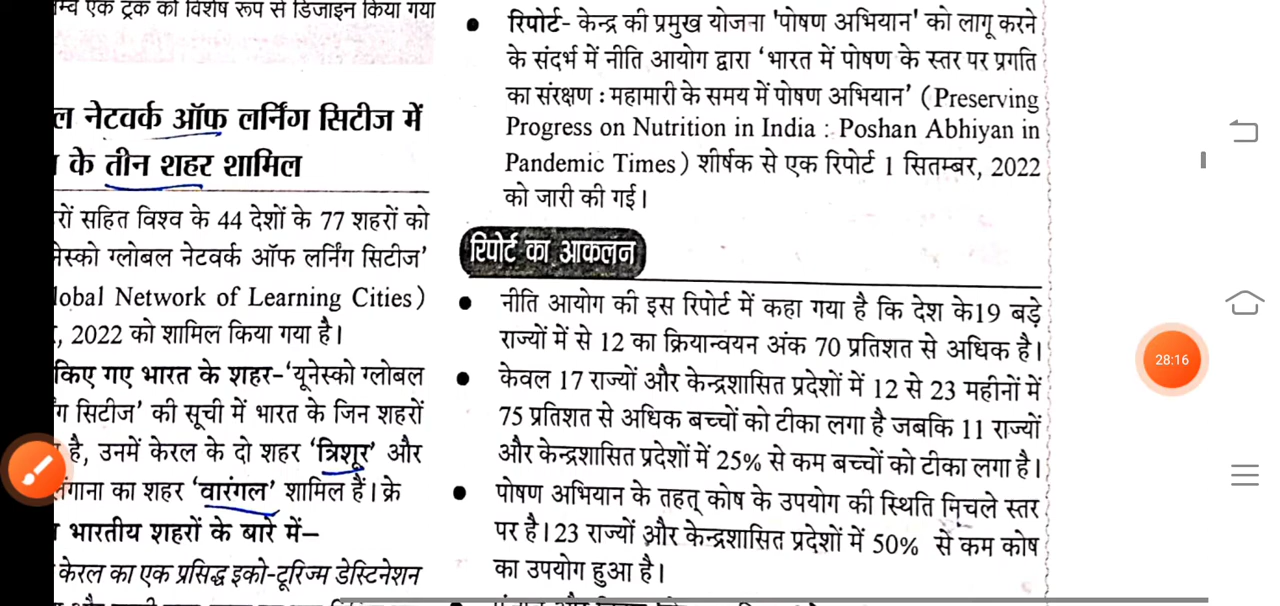 एक ट्रक को विशेष रूप से डिजाइन किया गया
नेटवर्क ऑफ लर्निंग सिटीज में
के तीन शहर शामिल
सहित विश्व के 44 देशों के 77 शहरों को
ग्लोबल नेटवर्क ऑफ लर्निंग सिटीज'
lobal Network of Learning Cities)
, 2022 को शामिल किया गया है।
किए गए भारत के शहर-‘यूनेस्को ग्लोबल
सिटीज’ की सूची में भारत के जिन शहरों
है, उनमें केरल के दो शहर ‘त्रिशूर’ और
का शहर ‘वारंगल’ शामिल हैं। क्रे
भारतीय शहरों के बारे में–
केरल का एक प्रसिद्ध इको-टूरिज्म डेस्टिनेशन
• रिपोर्ट- केन्द्र की प्रमुख योजना 'पोषण अभियान' को लागू करने
के संदर्भ में नीति आयोग द्वारा ‘भारत में पोषण के स्तर पर प्रगति
का संरक्षण : महामारी के समय में पोषण अभियान’ (Preserving
Progress on Nutrition in India : Poshan Abhiyan in
Pandemic Times) शीर्षक से एक रिपोर्ट 1 सितम्बर, 2022
को जारी की गई।
रिपोर्ट का आकलन
• नीति आयोग की इस रिपोर्ट में कहा गया है कि देश के19 बड़े
राज्यों में से 12 का क्रियान्वयन अंक 70 प्रतिशत से अधिक है।
• केवल 17 राज्यों और केन्द्रशासित प्रदेशों में 12 से 23 महीनों में
75 प्रतिशत से अधिक बच्चों को टीका लगा है जबकि 11 राज्यों
और केन्द्रशासित प्रदेशों में 25% से कम बच्चों को टीका लगा है।
• पोषण अभियान के तहत् कोष के उपयोग की स्थिति निचले स्तर
पर है। 23 राज्यों और केन्द्रशासित प्रदेशों में 50% से कम कोष
का उपयोग हुआ है।
28:16